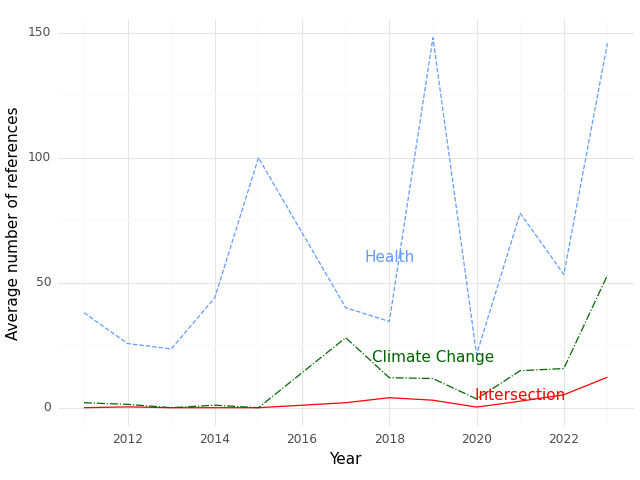 150
100
50
0
Average number of references
Health
Climate Change
Intersection
2012 2014 2016 2018 2020 2022
Year